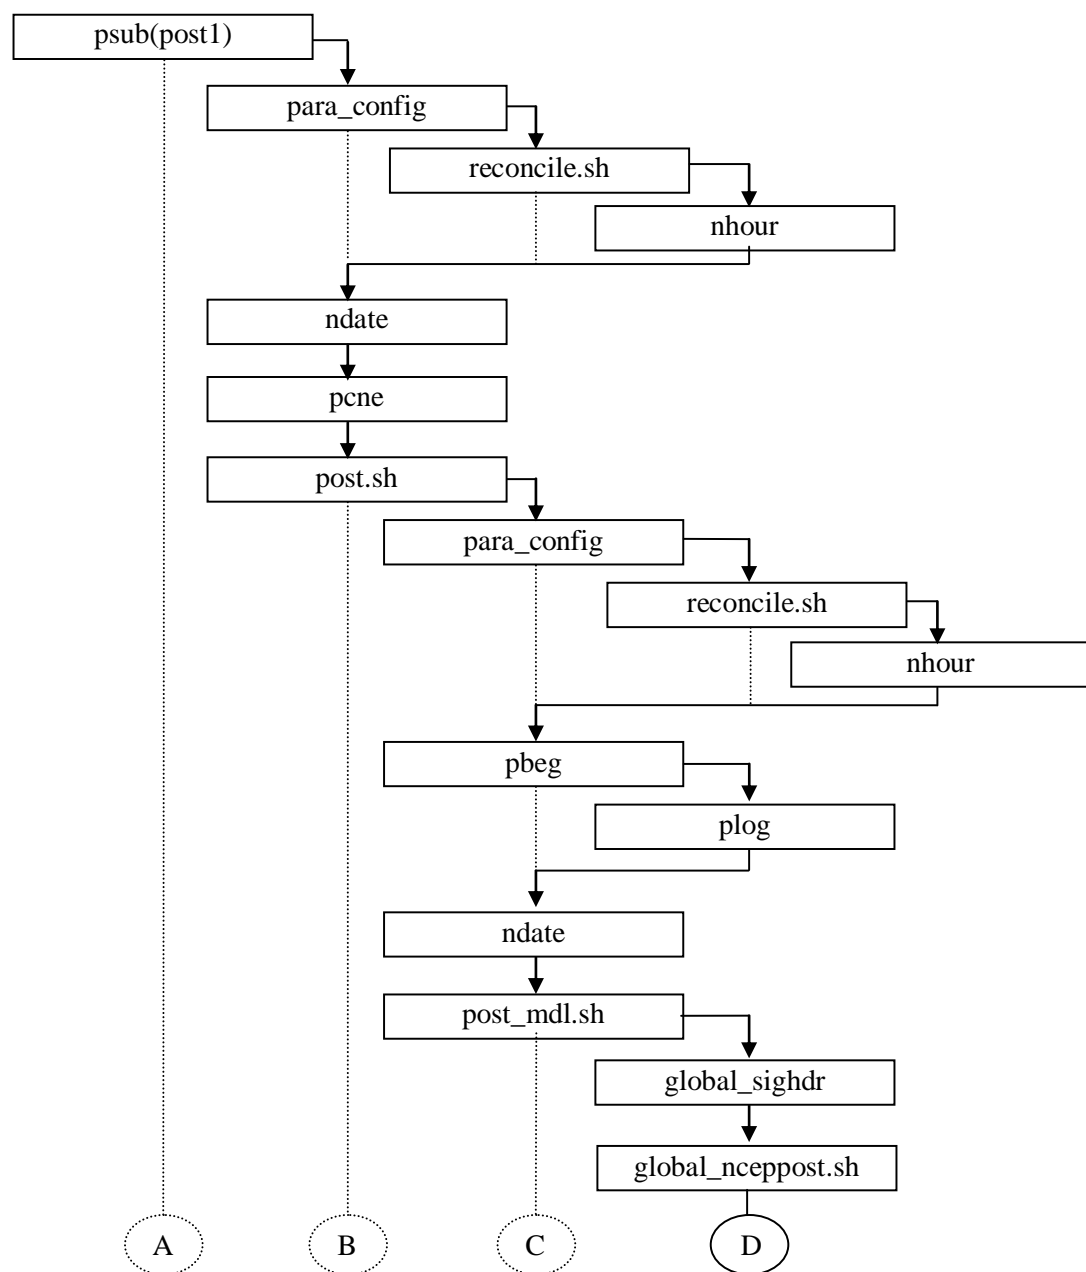 psub(post1)
para_config
reconcile.sh
nhour
ndate
pcne
post.sh
para_config
reconcile.sh
nhour
pbeg
plog
ndate
post_mdl.sh
global_sighdr
global_nceppost.sh
A
B
C
D